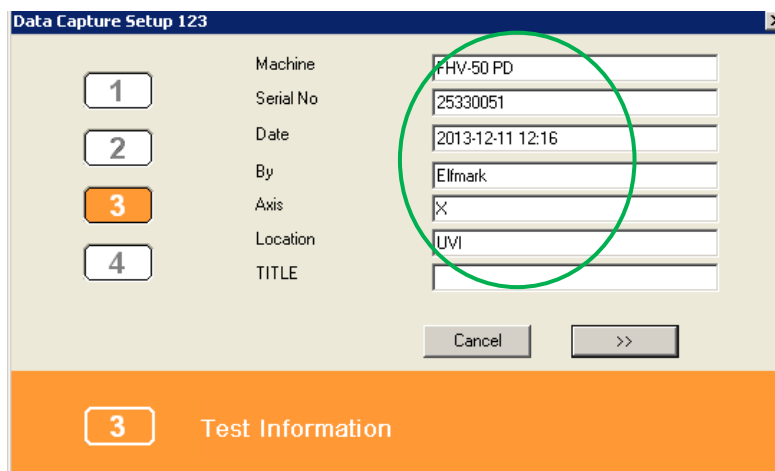 Data Capture Setup 123
1
2
3
4
Machine FHV-50 PD
Serial No 25330051
Date 2013-12-11 12:16
By Elfmark
Axis X
Location UVI
TITLE
Cancel >>
3 Test Information